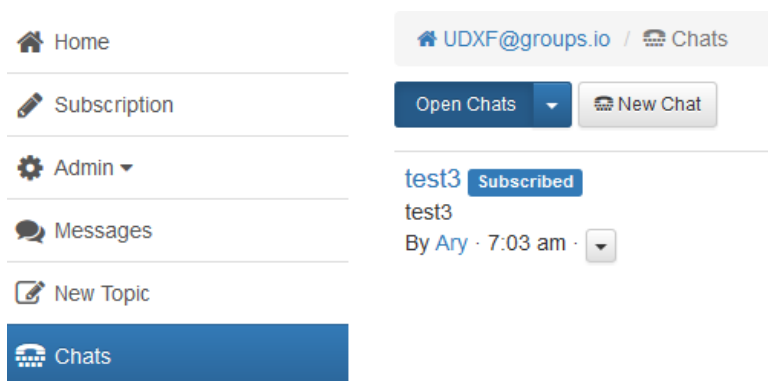 Home
Subscription
Admin
Messages
New Topic
Chats
UDXF@groups.io / Chats
Open Chats
New Chat
test3 Subscribed
test3
By Ary · 7:03 am ·